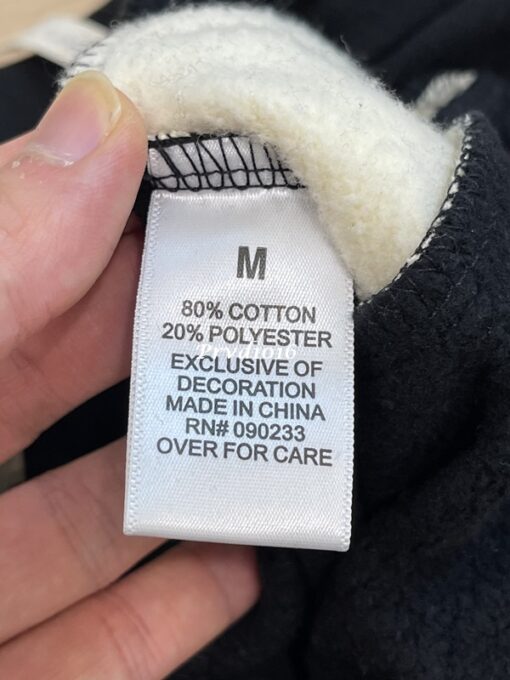 M
80% COTTON
20% POLYESTER
EXCLUSIVE OF
DECORATION
MADE IN CHINA
RN# 090233
OVER FOR CARE